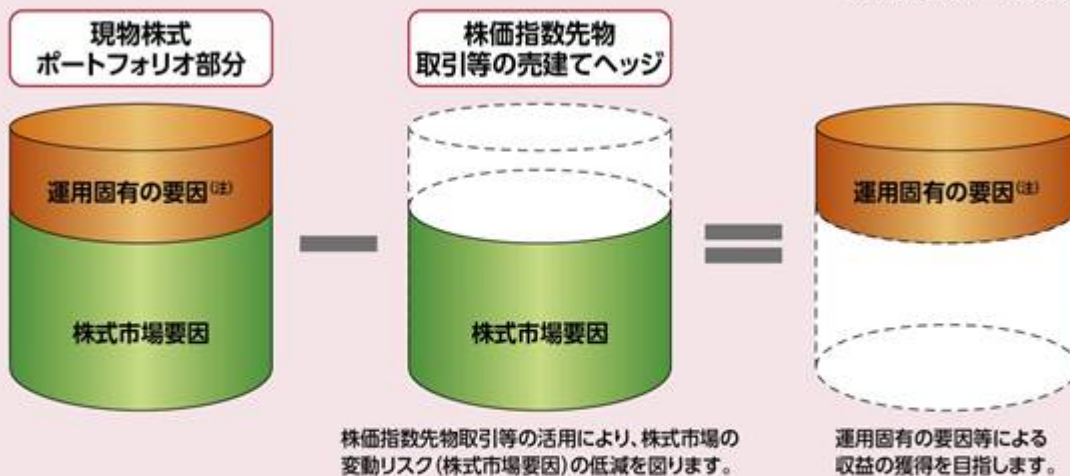 現物株式
ポートフォリオ部分
株価指数先物
取引等の売建てヘッジ
運用固有の要因(注)
株式市場要因
株式市場要因
運用固有の要因(注)
株価指数先物取引等の活用により、株式市場の
変動リスク(株式市場要因)の低減を図ります。
運用固有の要因等による
収益の獲得を目指します。